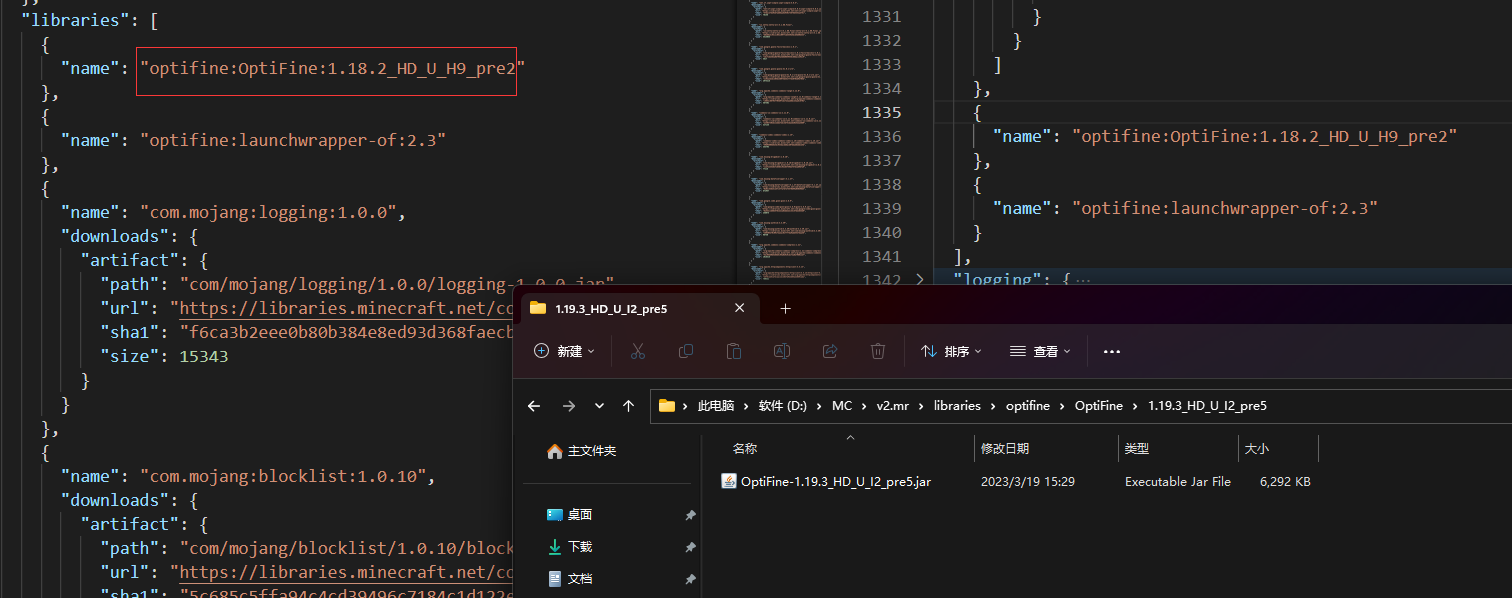 "libraries": [
{
"name": "optifine:OptiFine:1.18.2_HD_U_H9_pre2"
},
{
"name": "optifine:launchwrapper-of:2.3"
},
{
"name": "com.mojang:logging:1.0.0",
"downloads": {
"artifact": {
"path": "com/mojang/logging/1.0.0/logging-1.0.0.jar"
"url": "https://libraries.minecraft.net/co
"sha1": "f6ca3b2eee0b80b384e8ed93d368faecb
"size": 15343
}
}
},
{
"name": "com.mojang:blocklist:1.0.10",
"downloads": {
"artifact": {
"path": "com/mojang/blocklist/1.0.10/block
"url": "https://libraries.minecraft.net/co
"sha1":
1331 }
1332 }
1333 ]
1334 },
1335 {
1336 "name": "optifine:OptiFine:1.18.2_HD_U_H9_pre2"
1337 },
1338 {
1339 "name": "optifine:launchwrapper-of:2.3"
1340 }
1341 ],
1342 > "logging": {…
1.19.3_HD_U_I2_pre5
新建
排序
查看
此电脑 › 软件 (D:) › MC › v2.mr › libraries › optifine › OptiFine › 1.19.3_HD_U_I2_pre5
主文件夹
桌面
下载
文档
名称 修改日期 类型 大小
OptiFine-1.19.3_HD_U_I2_pre5.jar 2023/3/19 15:29 Executable Jar File 6,292 KB